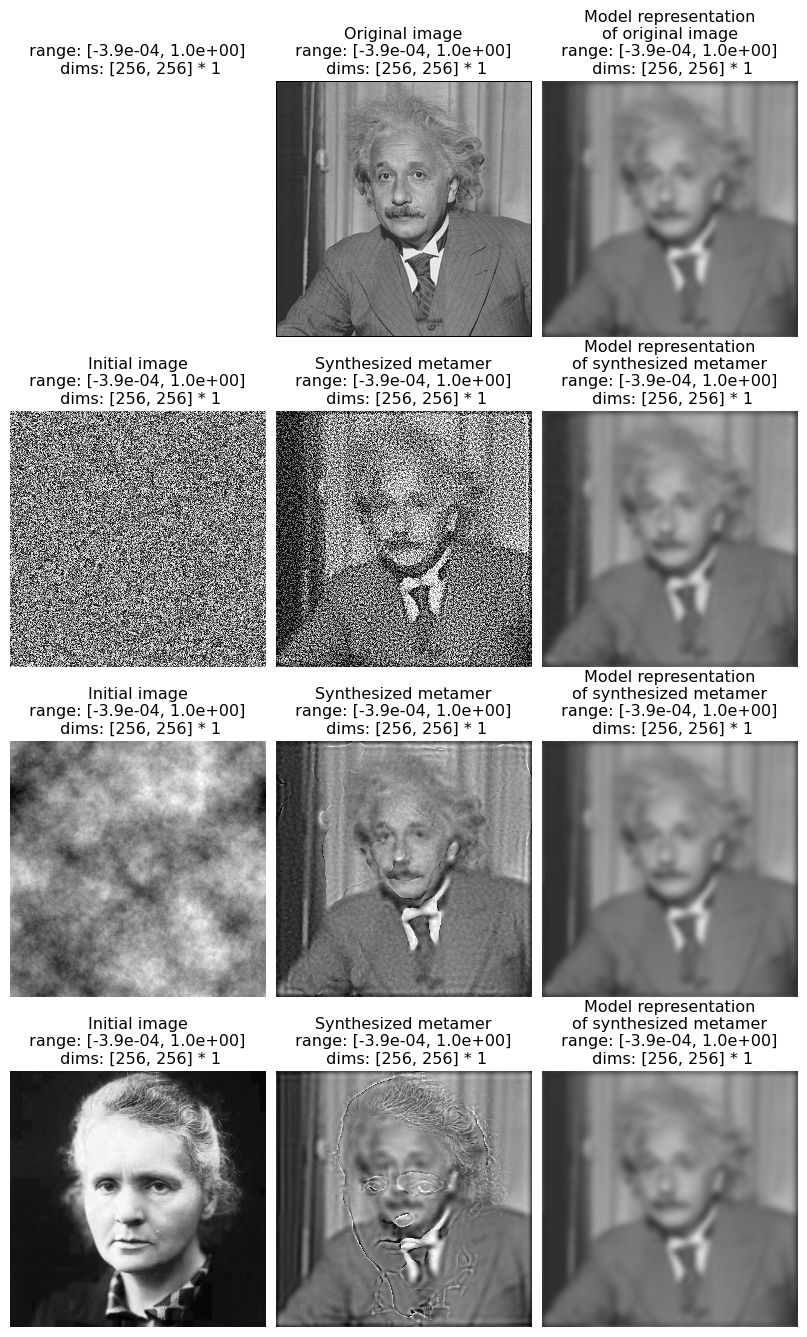 range: [-3.9e-04, 1.0e+00]
dims: [256, 256] * 1
Original image
range: [-3.9e-04, 1.0e+00]
dims: [256, 256] * 1
Model representation
of original image
range: [-3.9e-04, 1.0e+00]
dims: [256, 256] * 1
Initial image
range: [-3.9e-04, 1.0e+00]
dims: [256, 256] * 1
Synthesized metamer
range: [-3.9e-04, 1.0e+00]
dims: [256, 256] * 1
Model representation
of synthesized metamer
range: [-3.9e-04, 1.0e+00]
dims: [256, 256] * 1
Initial image
range: [-3.9e-04, 1.0e+00]
dims: [256, 256] * 1
Synthesized metamer
range: [-3.9e-04, 1.0e+00]
dims: [256, 256] * 1
Model representation
of synthesized metamer
range: [-3.9e-04, 1.0e+00]
dims: [256, 256] * 1
Initial image
range: [-3.9e-04, 1.0e+00]
dims: [256, 256] * 1
Synthesized metamer
range: [-3.9e-04, 1.0e+00]
dims: [256, 256] * 1
Model representation
of synthesized metamer
range: [-3.9e-04, 1.0e+00]
dims: [256, 256] * 1